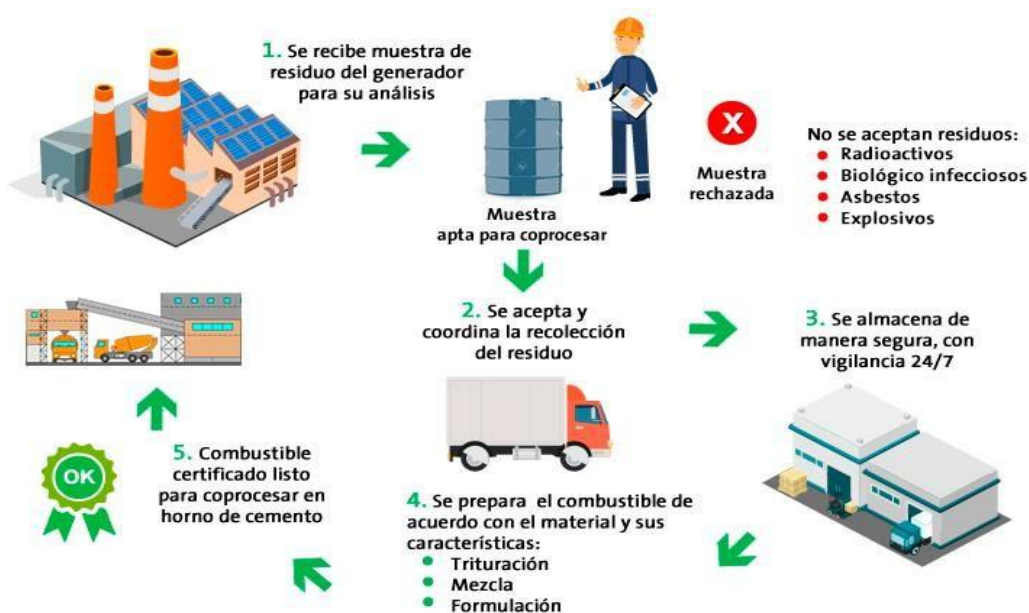 1. Se recibe muestra de
residuo del generador
para su análisis
Muestra
apta para coprocesar
X
Muestra
rechazada
No se aceptan residuos:
• Radioactivos
• Biológico infecciosos
• Asbestos
• Explosivos
2. Se acepta y
coordina la recolección
del residuo
3. Se almacena de
manera segura, con
vigilancia 24/7
4. Se prepara el combustible de
acuerdo con el material y sus
características:
• Trituración
• Mezcla
• Formulación
5. Combustible
certificado listo
para coprocesar en
horno de cemento
OK